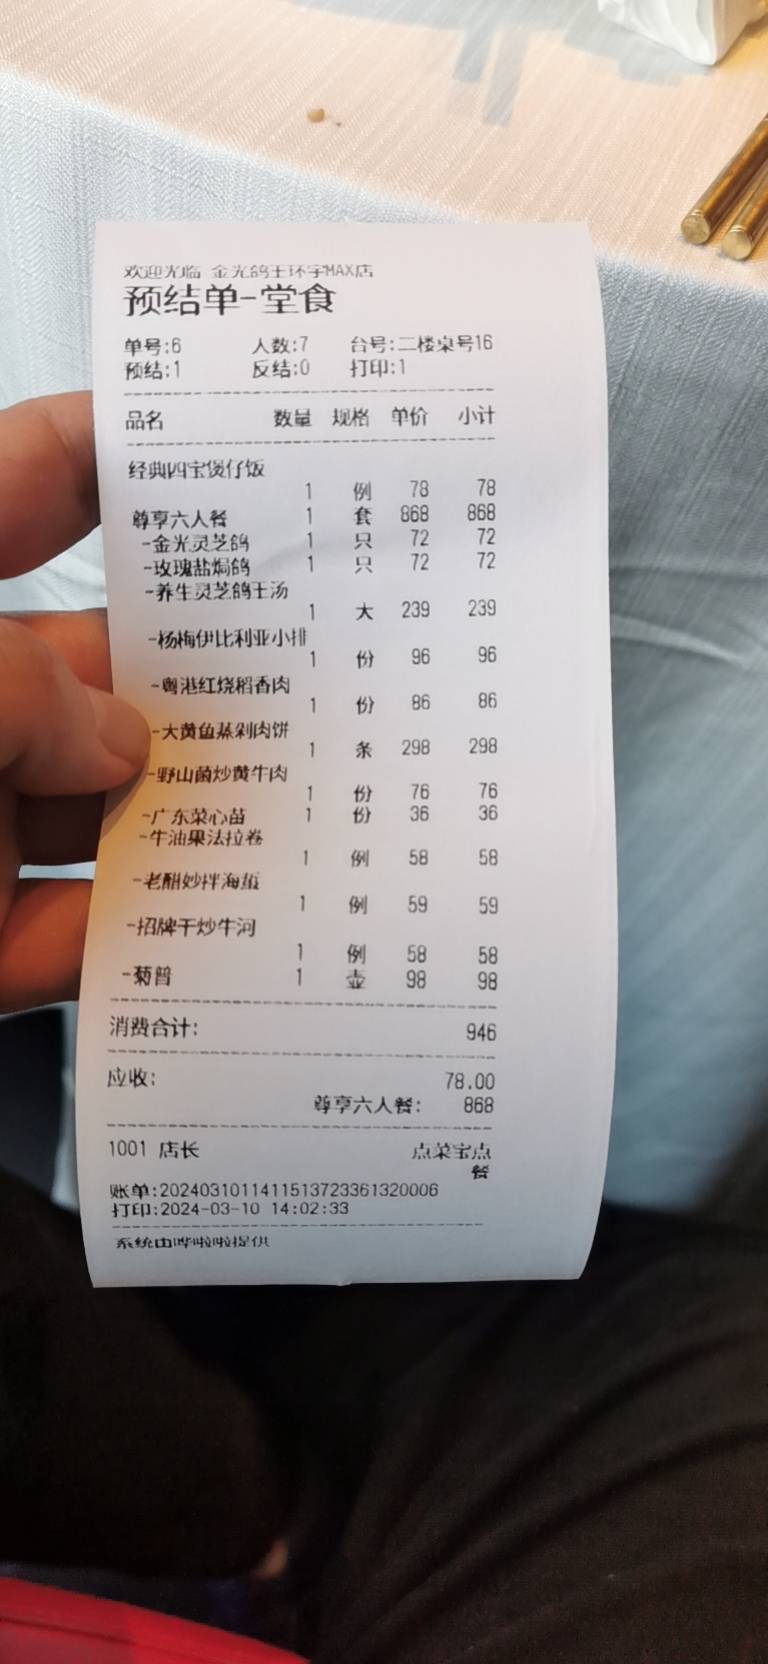 欢迎光临 金光鸽王环宇MAX店
预结单-堂食
单号:6 人数:7 台号:二楼桌号16
预结:1 反结:0 打印:1
品名 数量 规格 单价 小计
经典四宝煲仔饭
1 例 78 78
尊享六人餐 1 套 868 868
-金光灵芝鸽 1 只 72 72
-玫瑰盐焗鸽 1 只 72 72
-养生灵芝鸽王汤
1 大 239 239
-杨梅伊比利亚小排
1 份 96 96
-粤港红烧稻香肉
1 份 86 86
-大黄鱼蒸剁肉饼
1 条 298 298
-野山菌炒黄牛肉
1 份 76 76
-广东菜心苗 1 份 36 36
-牛油果法拉卷
1 例 58 58
-老醋妙拌海蜇
1 例 59 59
-招牌干炒牛河
1 例 58 58
-菊普 1 壶 98 98
消费合计: 946
应收: 78.00
尊享六人餐: 868
1001 店长 点菜宝点
餐
账单:2024031011411513723361320006
打印:2024-03-10 14:02:33
系统由哗啦啦提供